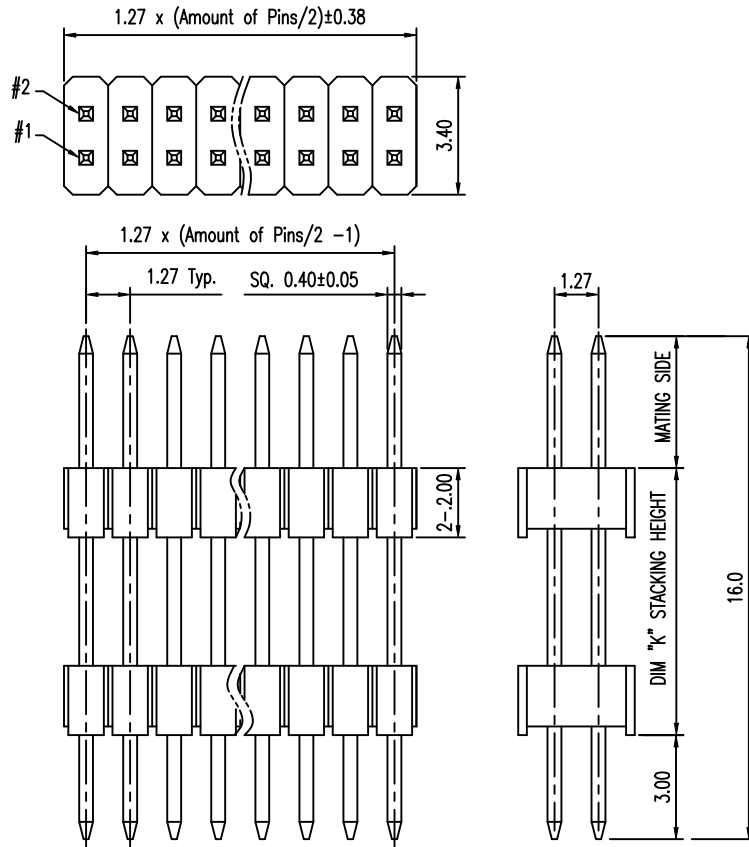 1.27 x (Amount of Pins/2)±0.38
#2
#1
3.40
1.27 x (Amount of Pins/2 -1)
1.27 Typ.
SQ. 0.40±0.05
1.27
MATING SIDE
2-.2.00
DIM "K" STACKING HEIGHT
16.0
3.00